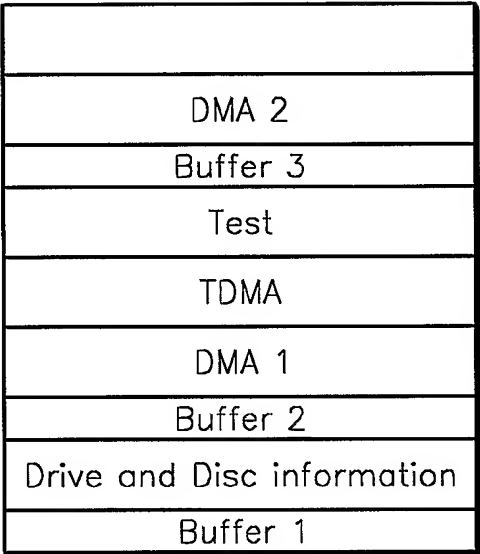 DMA 2
Buffer 3
Test
TDMA
DMA 1
Buffer 2
Drive and Disc information
Buffer 1